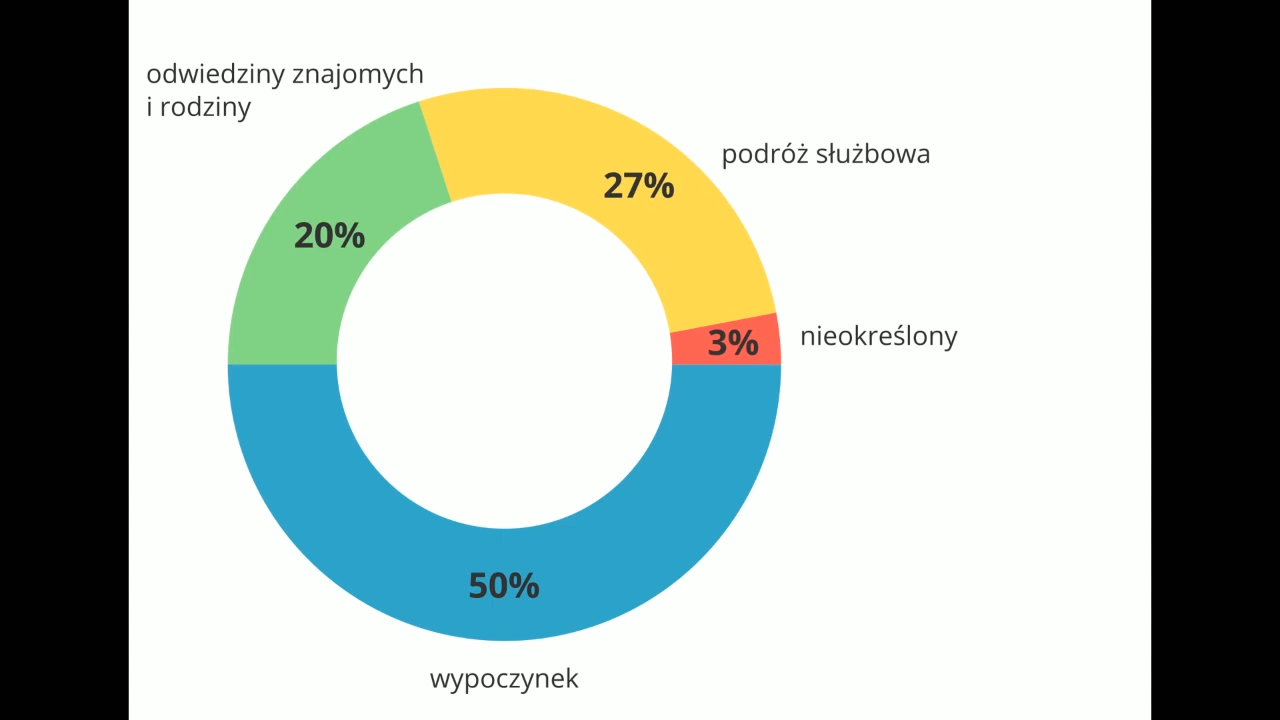 odwiedziny znajomych
i rodziny
podróż służbowa
27%
20%
nieokreślony
3%
50%
wypoczynek